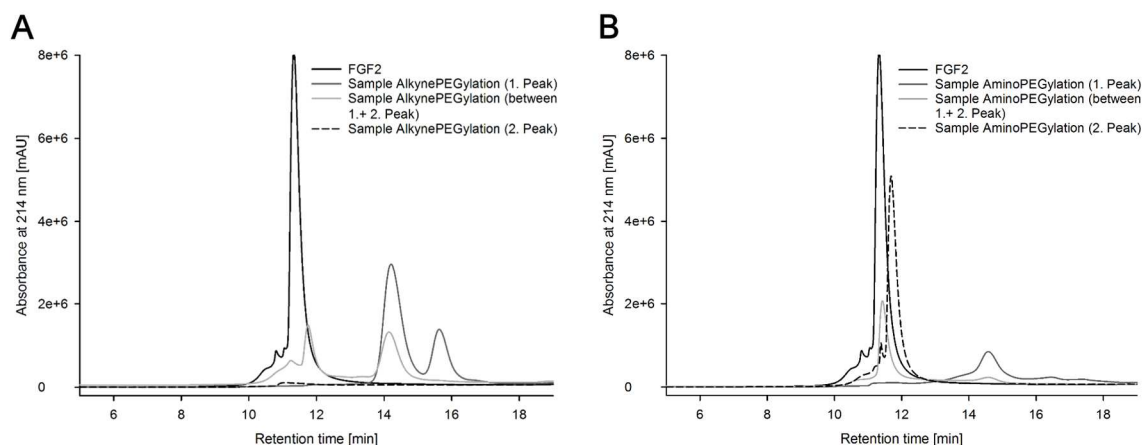 A
8e+6
6e+6
4e+6
2e+6
0
Absorbance at 214 nm [mAU]
FGF2
Sample AlkynePEGylation (1. Peak)
Sample AlkynePEGylation (between
1.+ 2. Peak)
Sample AlkynePEGylation (2. Peak)
6 8 10 12 14 16 18
Retention time [min]
B
8e+6
6e+6
4e+6
2e+6
0
Absorbance at 214 nm [mAU]
FGF2
Sample AminoPEGylation (1. Peak)
Sample AminoPEGylation (between
1.+ 2. Peak)
Sample AminoPEGylation (2. Peak)
6 8 10 12 14 16 18
Retention time [min]